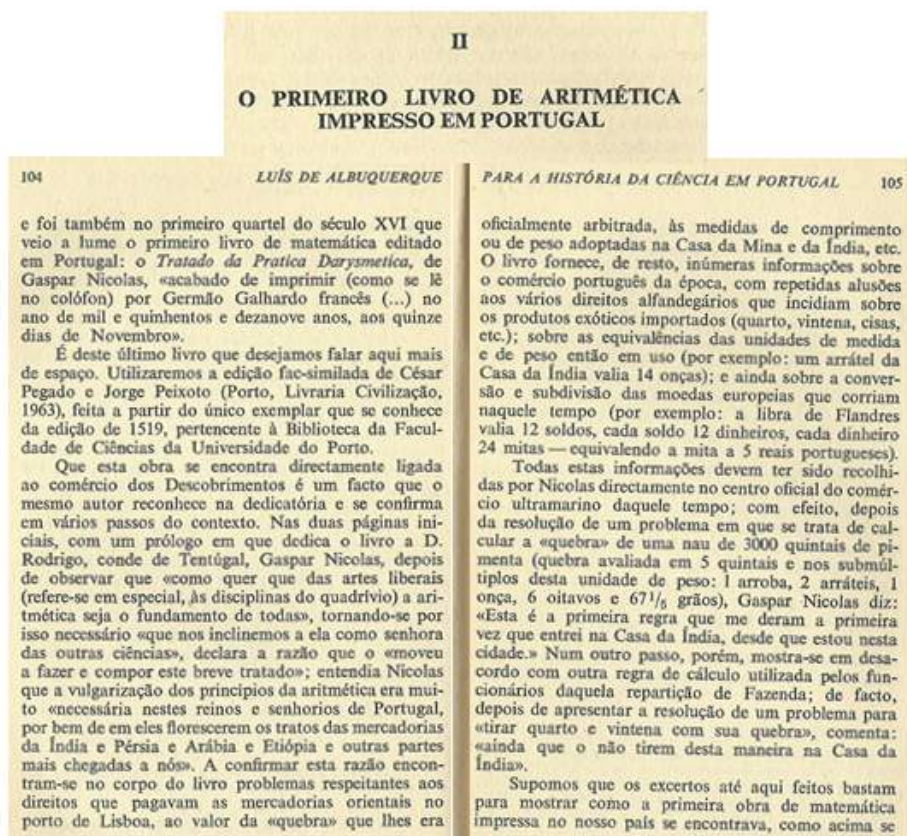 II
O PRIMEIRO LIVRO DE ARITMÉTICA
IMPRESSO EM PORTUGAL
104 LUÍS DE ALBUQUERQUE
e foi também no primeiro quartel do século XVI que
veio a lume o primeiro livro de matemática editado
em Portugal: o Tratado da Pratica Darysmetica, de
Gaspar Nicolas, «acabado de imprimir (como se lê
no colófon) por Germão Galhardo francês (...) no
ano de mil e quinhentos e dezanove anos, aos quinze
dias de Novembro».
É deste último livro que desejamos falar aqui mais
de espaço. Utilizaremos a edição fac-similada de César
Pegado e Jorge Peixoto (Porto, Livraria Civilização,
1963), feita a partir do único exemplar que se conhece
da edição de 1519, pertencente à Biblioteca da Facul-
dade de Ciências da Universidade do Porto.
Que esta obra se encontra directamente ligada
ao comércio dos Descobrimentos é um facto que o
mesmo autor reconhece na dedicatória e se confirma
em vários passos do contexto. Nas duas páginas ini-
ciais, com um prólogo em que dedica o livro a D.
Rodrigo, conde de Tentúgal, Gaspar Nicolas, depois
de observar que «como quer que das artes liberais
(refere-se em especial, às disciplinas do quadrívio) a ari-
tmética seja o fundamento de todas», tornando-se por
isso necessário «que nos inclinemos a ela como senhora
das outras ciências», declara a razão que o «moveu
a fazer e compor este breve tratado»; entendia Nicolas
que a vulgarização dos princípios da aritmética era mui-
to «necessária nestes reinos e senhorios de Portugal,
por bem de em eles florescerem os tratos das mercadorias
da Índia e Pérsia e Arábia e Etiópia e outras partes
mais chegadas a nós». A confirmar esta razão encon-
tram-se no corpo do livro problemas respeitantes aos
direitos que pagavam as mercadorias orientais no
porto de Lisboa, ao valor da «quebra» que lhes era
PARA A HISTÓRIA DA CIÊNCIA EM PORTUGAL 105
oficialmente arbitrada, às medidas de comprimento
ou de peso adoptadas na Casa da Mina e da Índia, etc.
O livro fornece, de resto, inúmeras informações sobre
o comércio português da época, com repetidas alusões
aos vários direitos alfandegários que incidiam sobre
os produtos exóticos importados (quarto, vintena, cisas,
etc.); sobre as equivalências das unidades de medida
e de peso então em uso (por exemplo: um arrátel da
Casa da Índia valia 14 onças); e ainda sobre a conver-
são e subdivisão das moedas europeias que corriam
naquele tempo (por exemplo: a libra de Flandres
valia 12 soldos, cada soldo 12 dinheiros, cada dinheiro
24 mitas — equivalendo a mita a 5 reais portugueses).
Todas estas informações devem ter sido recolhi-
das por Nicolas directamente no centro oficial do comér-
cio ultramarino daquele tempo; com efeito, depois
da resolução de um problema em que se trata de cal-
cular a «quebra» de uma nau de 3000 quintais de pi-
menta (quebra avaliada em 5 quintais e nos submúl-
tiplos desta unidade de peso: 1 arroba, 2 arráteis, 1
onça, 6 oitavos e 67 1/5 grãos), Gaspar Nicolas diz:
«Esta é a primeira regra que me deram a primeira
vez que entrei na Casa da Índia, desde que estou nesta
cidade.» Num outro passo, porém, mostra-se em desa-
cordo com outra regra de cálculo utilizada pelos fun-
cionários daquela repartição de Fazenda; de facto,
depois de apresentar a resolução de um problema para
«tirar quarto e vintena com sua quebra», comenta:
«ainda que o não tirem desta maneira na Casa da
Índia».
Supomos que os excertos até aqui feitos bastam
para mostrar como a primeira obra de matemática
impressa no nosso país se encontrava, como acima se